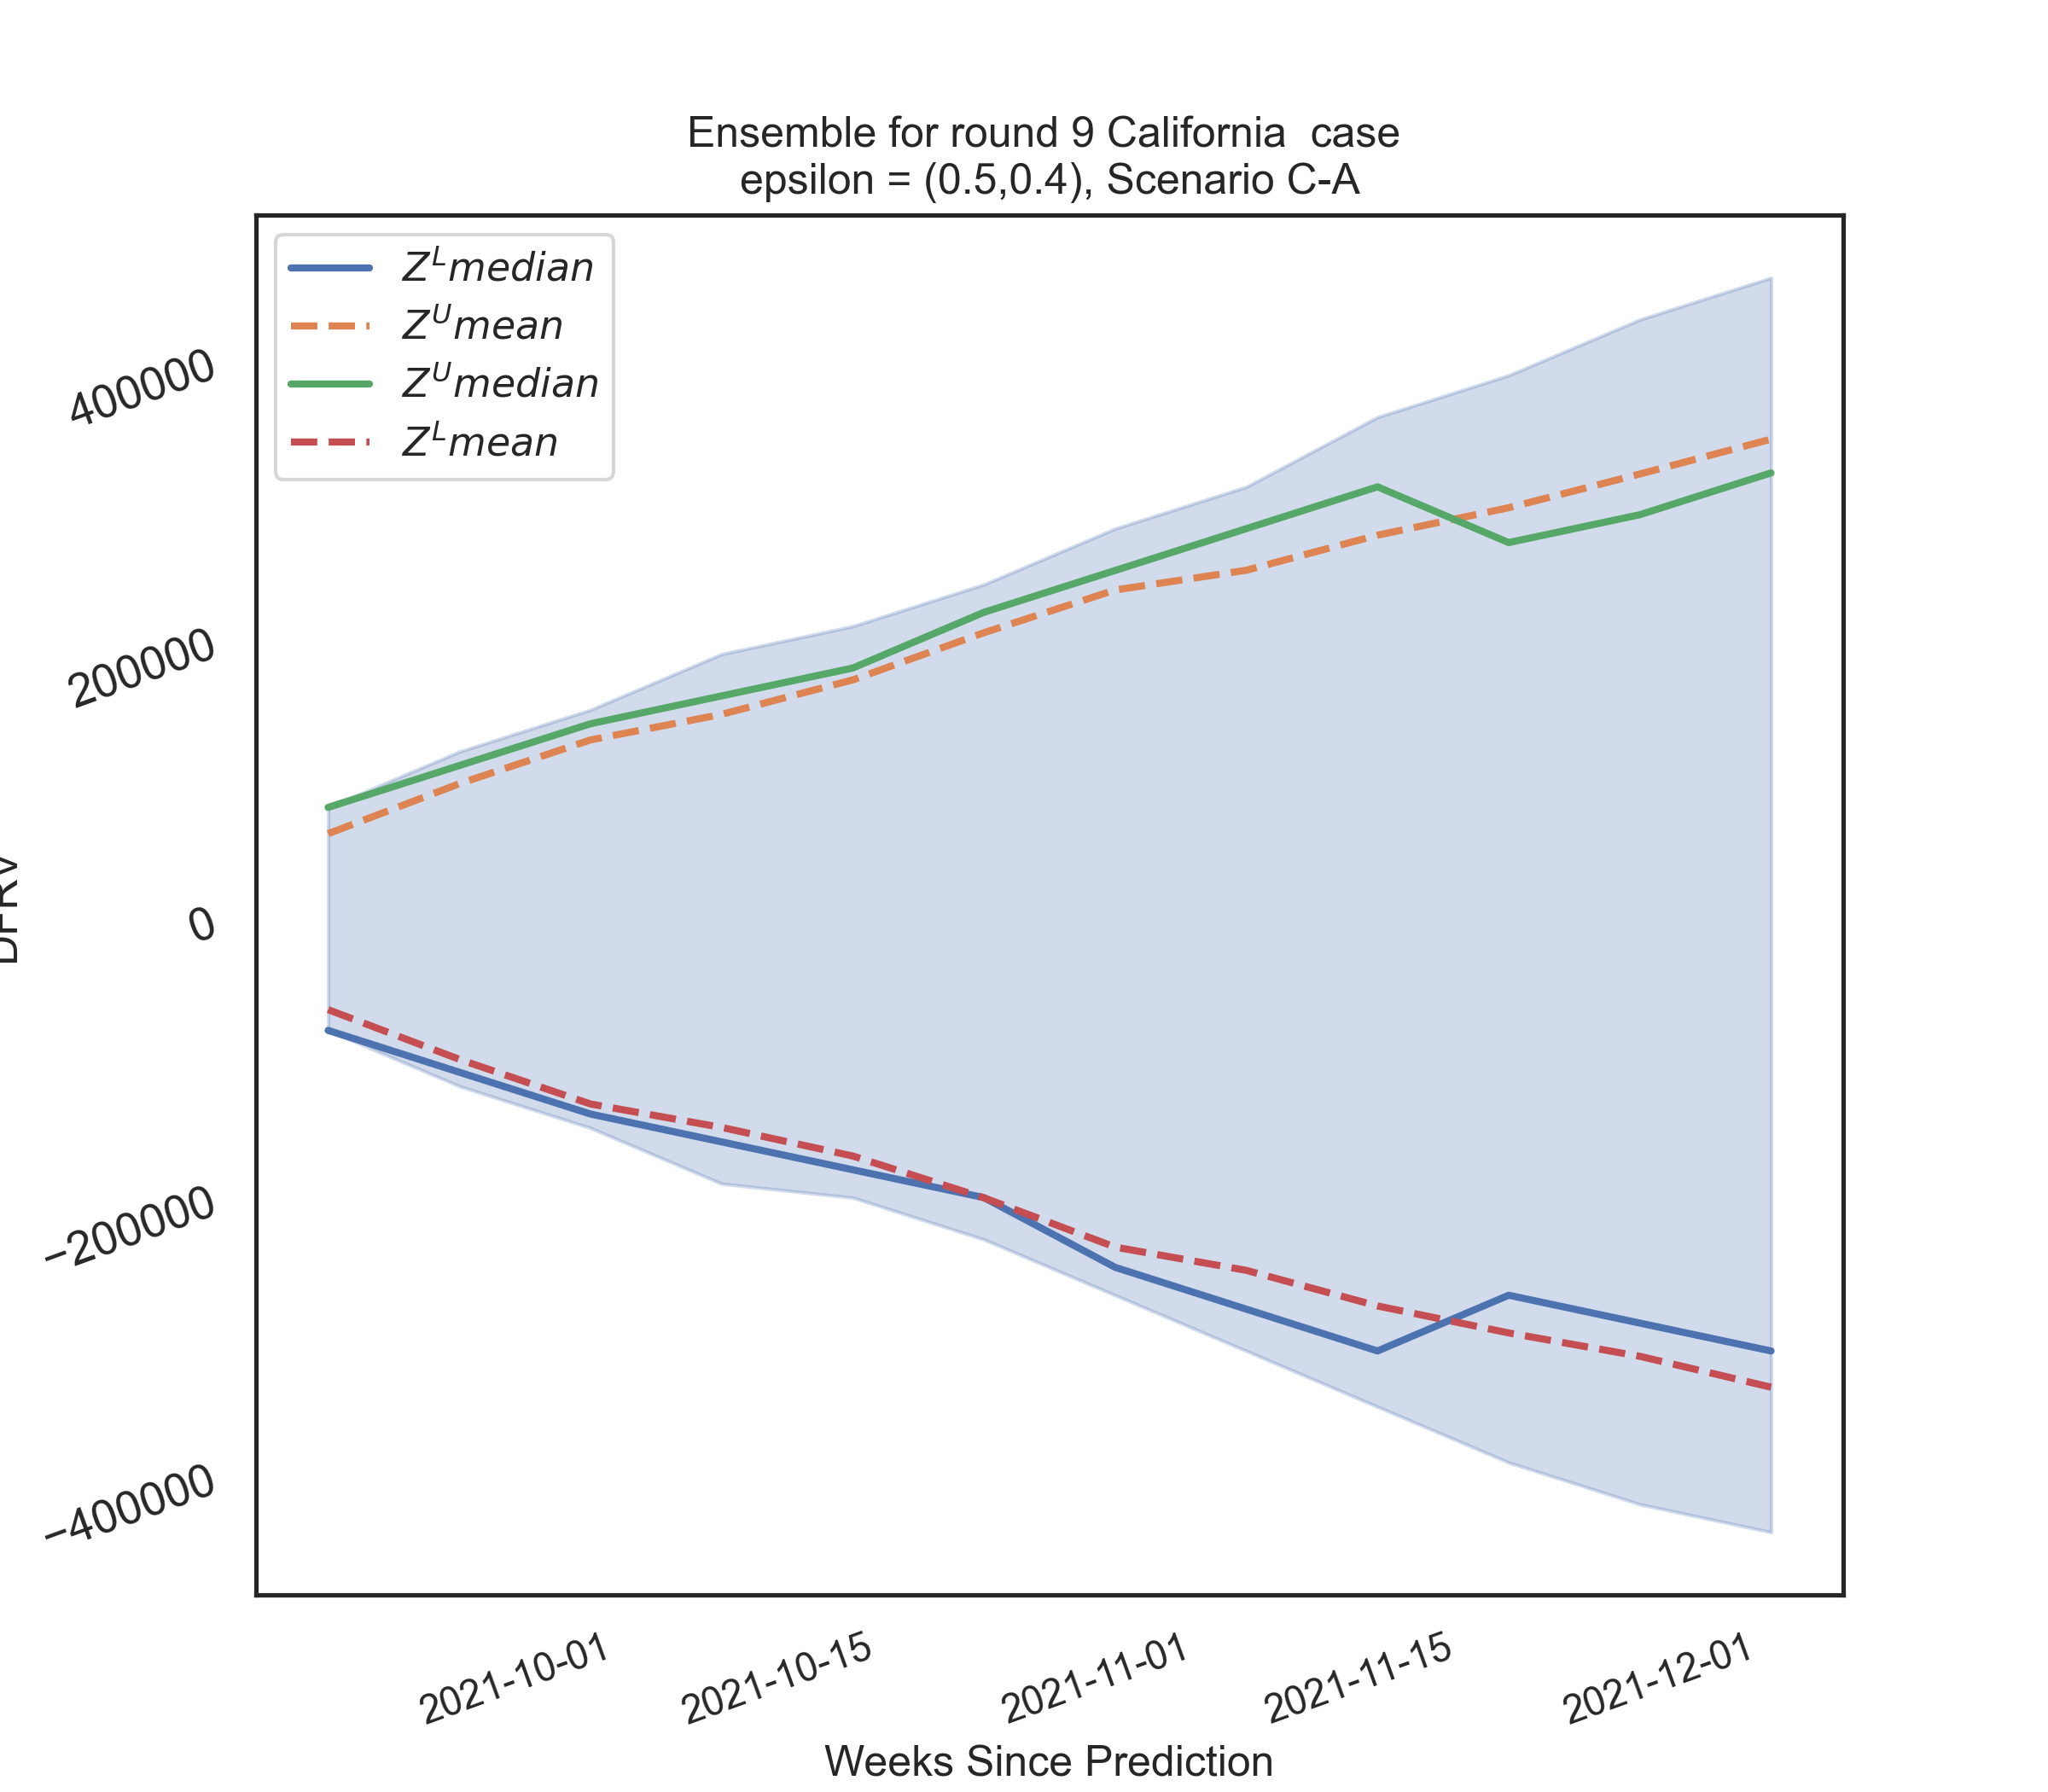 Ensemble for round 9 California  case
epsilon = (0.5,0.4), Scenario C-A
Z^L median
Z^U mean
Z^U median
Z^L mean
400000
200000
0
−200000
−400000
2021-10-01
2021-10-15
2021-11-01
2021-11-15
2021-12-01
Weeks Since Prediction